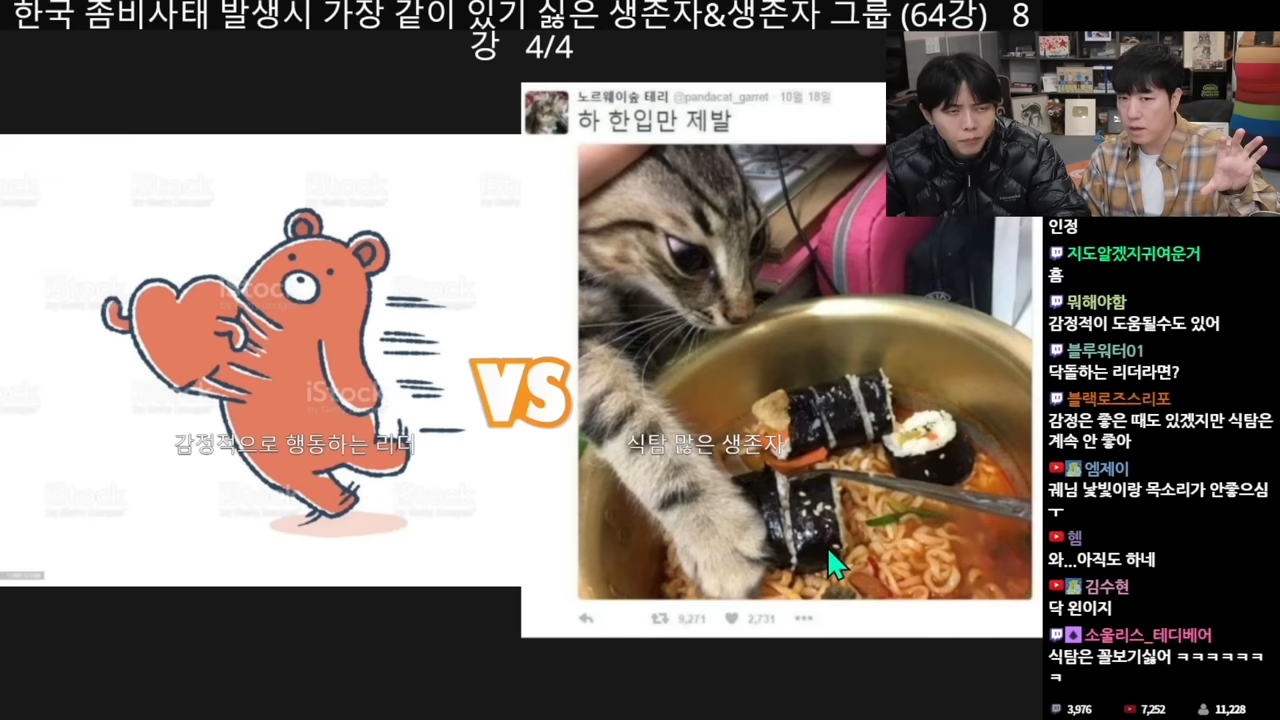 한국 좀비사태 발생시 가장 같이 있기 싫은 생존자&생존자 그룹 (64강) 8
강 4/4
노르웨이숲 테리 @pandacat_garret · 10월 18일
하 한입만 제발
iStock
VS
감정적으로 행동하는 리더
식탐 많은 생존자
9,271
2,731
인정
지도알겠지귀여운거
흠
뭐해야함
감정적이 도움될수도 있어
블루워터01
닥돌하는 리더라면?
블랙로즈스리포
감정은 좋은 때도 있겠지만 식탐은
계속 안 좋아
엠제이
궤님 낯빛이랑 목소리가 안좋으심
ㅜ
헴
와...아직도 하네
김수현
닥 왼이지
소울리스_테디베어
식탐은 꼴보기싫어 ㅋㅋㅋㅋㅋㅋ
ㅋ
3,976
7,252
11,228